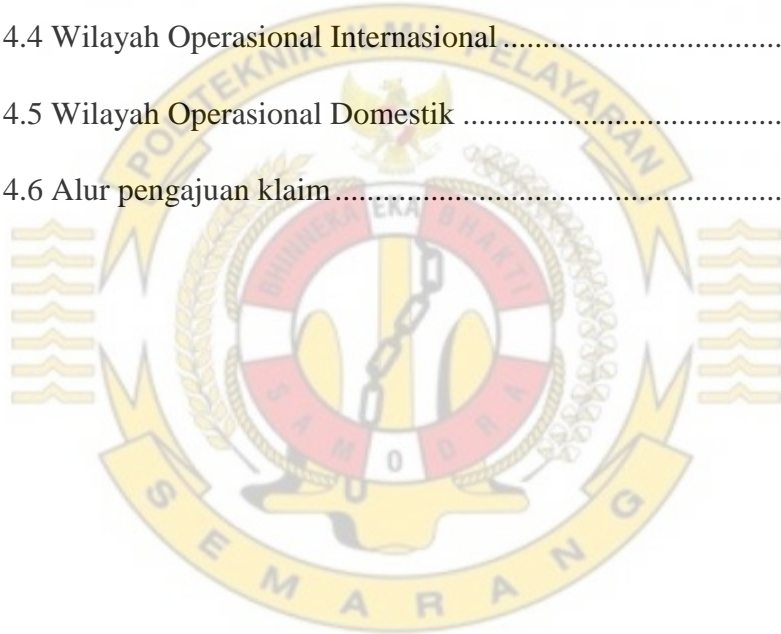 4.4 Wilayah Operasional Internasional ...................................
4.5 Wilayah Operasional Domestik ........................................
4.6 Alur pengajuan klaim ........................................................
POLITEKNIK ILMU PELAYARAN
BHINNEKA EKA BHAKTI
SAMODRA
SEMARANG